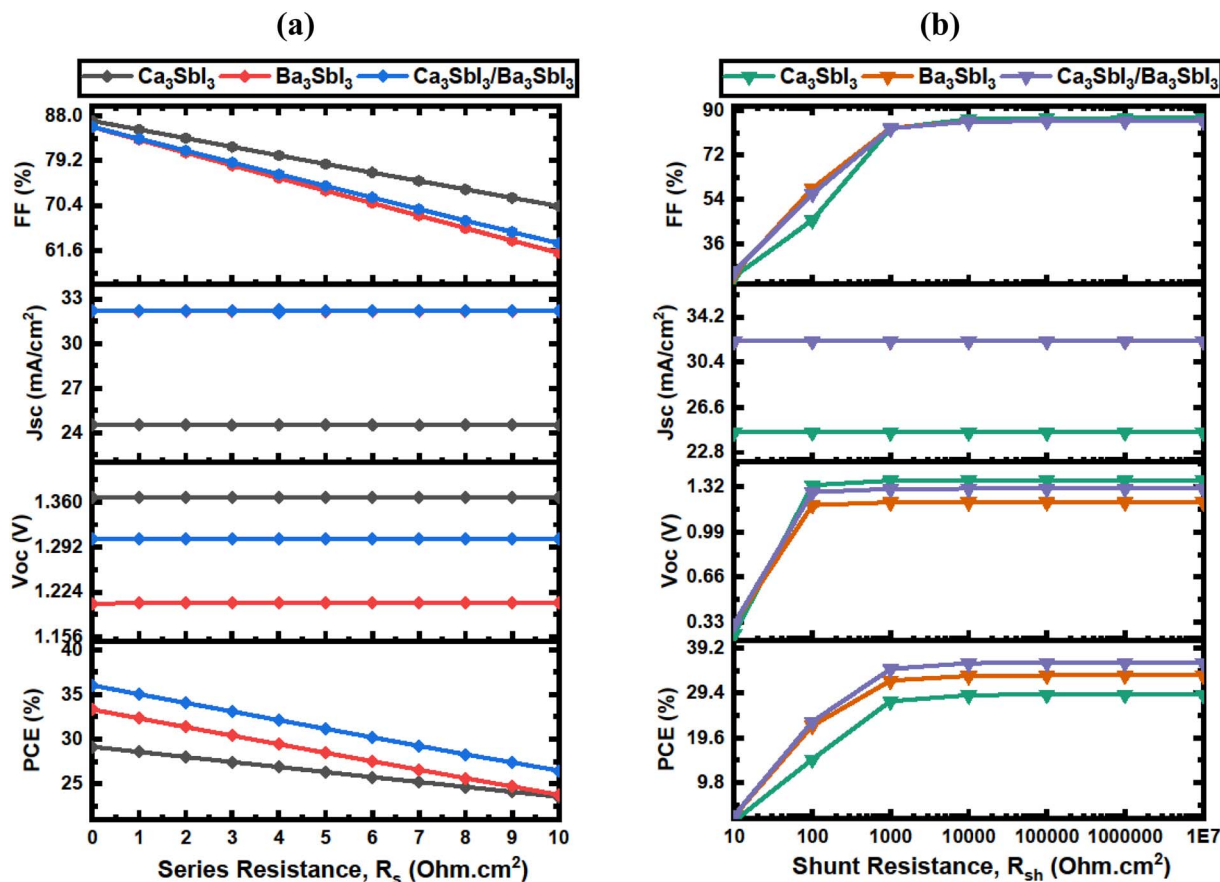 (a)
Ca₃SbI₃ Ba₃SbI₃ Ca₃SbI₃/Ba₃SbI₃
FF (%)
88.0
79.2
70.4
61.6
Jsc (mA/cm²)
33
30
27
24
Voc (V)
1.360
1.292
1.224
1.156
PCE (%)
40
35
30
25
0 1 2 3 4 5 6 7 8 9 10
Series Resistance, Rₛ (Ohm.cm²)
(b)
Ca₃SbI₃ Ba₃SbI₃ Ca₃SbI₃/Ba₃SbI₃
FF (%)
90
72
54
36
Jsc (mA/cm²)
34.2
30.4
26.6
22.8
Voc (V)
1.32
0.99
0.66
0.33
PCE (%)
39.2
29.4
19.6
9.8
10 100 1000 10000 100000 1000000 1E7
Shunt Resistance, Rₛₕ (Ohm.cm²)